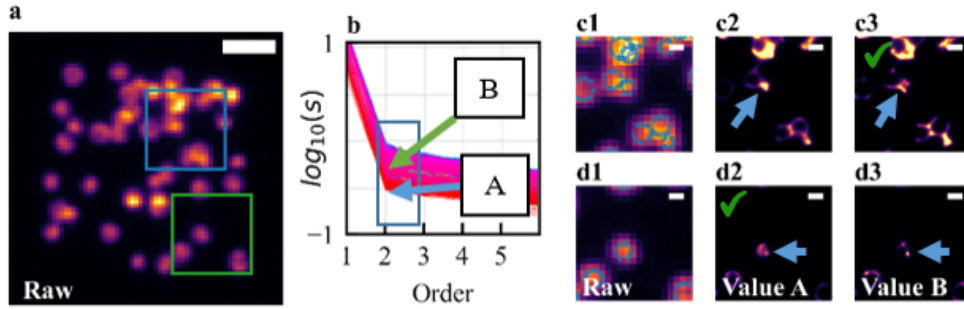 a
Raw
b
1
log₁₀(s)
−1
1 2 3 4 5
Order
B
A
c1
c2
c3
d1
d2
d3
Raw
Value A
Value B